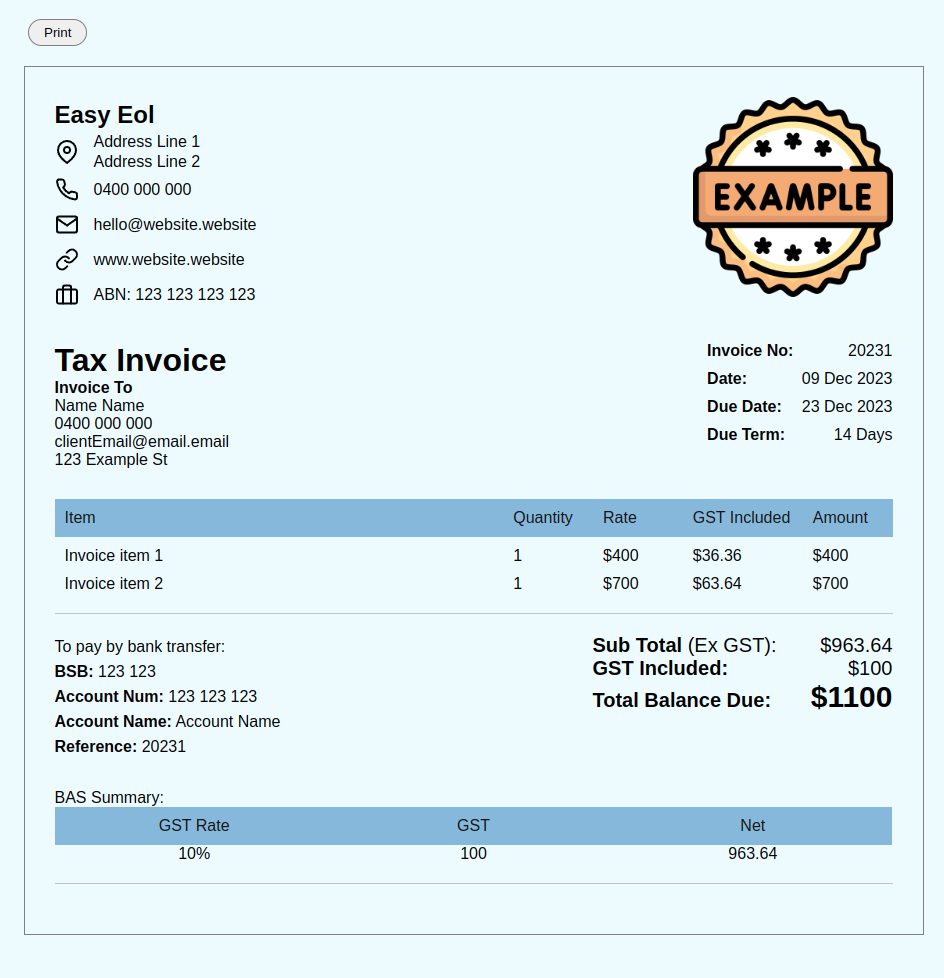 Print
Easy Eol
Address Line 1
Address Line 2
0400 000 000
hello@website.website
www.website.website
ABN: 123 123 123 123
EXAMPLE
Tax Invoice
Invoice To
Name Name
0400 000 000
clientEmail@email.email
123 Example St
Invoice No: 20231
Date: 09 Dec 2023
Due Date: 23 Dec 2023
Due Term: 14 Days
Item Quantity Rate GST Included Amount
Invoice item 1 1 $400 $36.36 $400
Invoice item 2 1 $700 $63.64 $700
To pay by bank transfer:
BSB: 123 123
Account Num: 123 123 123
Account Name: Account Name
Reference: 20231
Sub Total (Ex GST): $963.64
GST Included: $100
Total Balance Due: $1100
BAS Summary:
GST Rate GST Net
10% 100 963.64